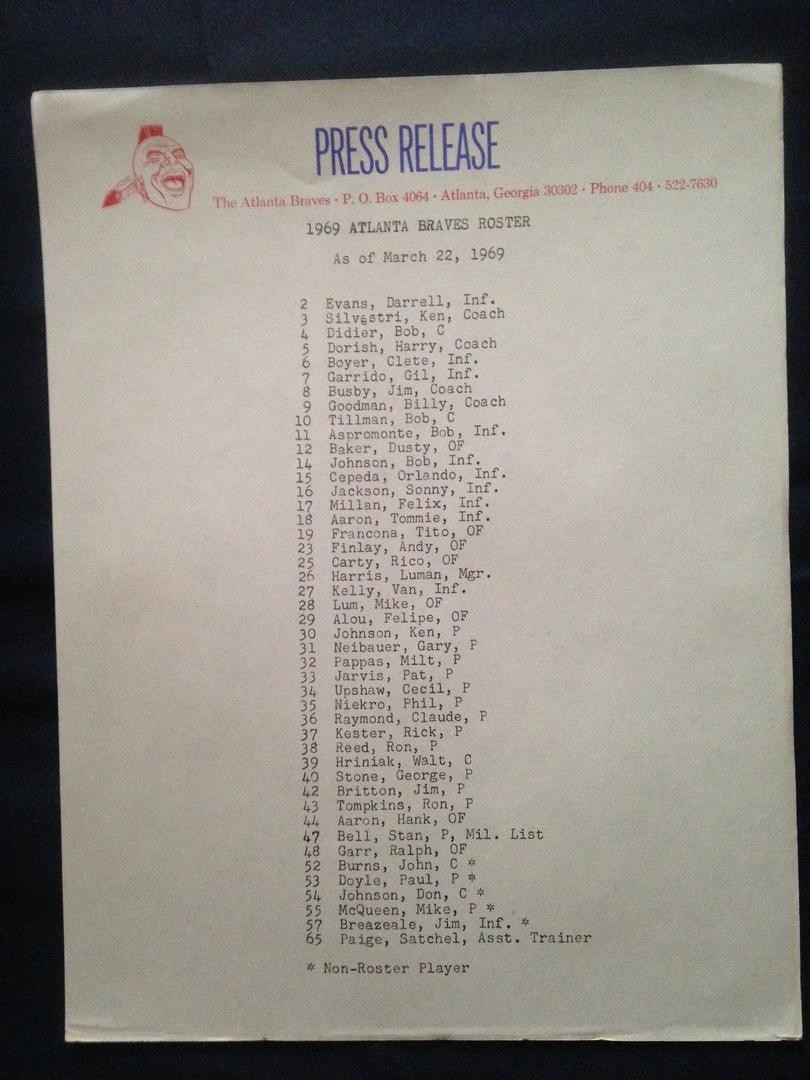 PRESS RELEASE
The Atlanta Braves · P. O. Box 4064 · Atlanta, Georgia 30302 · Phone 404 · 522-7630
1969 ATLANTA BRAVES ROSTER
As of March 22, 1969
2 Evans, Darrell, Inf.
3 Silvestri, Ken, Coach
4 Didier, Bob, C
5 Dorish, Harry, Coach
6 Boyer, Clete, Inf.
7 Garrido, Gil, Inf.
8 Busby, Jim, Coach
9 Goodman, Billy, Coach
10 Tillman, Bob, C
11 Aspromonte, Bob, Inf.
12 Baker, Dusty, OF
14 Johnson, Bob, Inf.
15 Cepeda, Orlando, Inf.
16 Jackson, Sonny, Inf.
17 Millan, Felix, Inf.
18 Aaron, Tommie, Inf.
19 Francona, Tito, OF
23 Finlay, Andy, OF
25 Carty, Rico, OF
26 Harris, Luman, Mgr.
27 Kelly, Van, Inf.
28 Lum, Mike, OF
29 Alou, Felipe, OF
30 Johnson, Ken, P
31 Neibauer, Gary, P
32 Pappas, Milt, P
33 Jarvis, Pat, P
34 Upshaw, Cecil, P
35 Niekro, Phil, P
36 Raymond, Claude, P
37 Kester, Rick, P
38 Reed, Ron, P
39 Hriniak, Walt, C
40 Stone, George, P
42 Britton, Jim, P
43 Tompkins, Ron, P
44 Aaron, Hank, OF
47 Bell, Stan, P, Mil. List
48 Garr, Ralph, OF
52 Burns, John, C *
53 Doyle, Paul, P *
54 Johnson, Don, C *
55 McQueen, Mike, P *
57 Breazeale, Jim, Inf. *
65 Paige, Satchel, Asst. Trainer
* Non-Roster Player